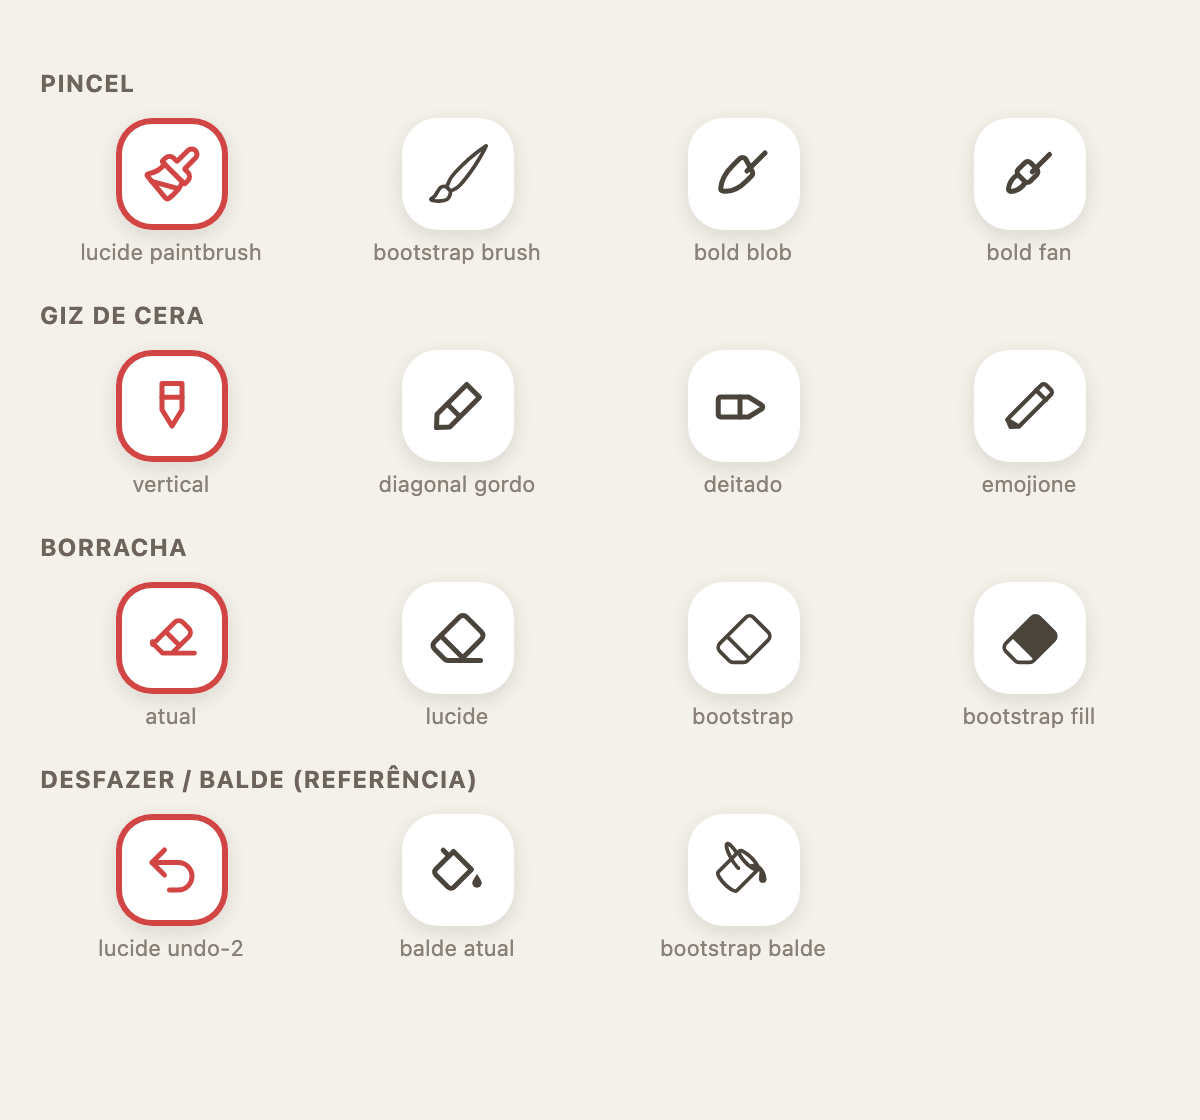 PINCEL
lucide paintbrush
bootstrap brush
bold blob
bold fan
GIZ DE CERA
vertical
diagonal gordo
deitado
emojione
BORRACHA
atual
lucide
bootstrap
bootstrap fill
DESFAZER / BALDE (REFERÊNCIA)
lucide undo-2
balde atual
bootstrap balde